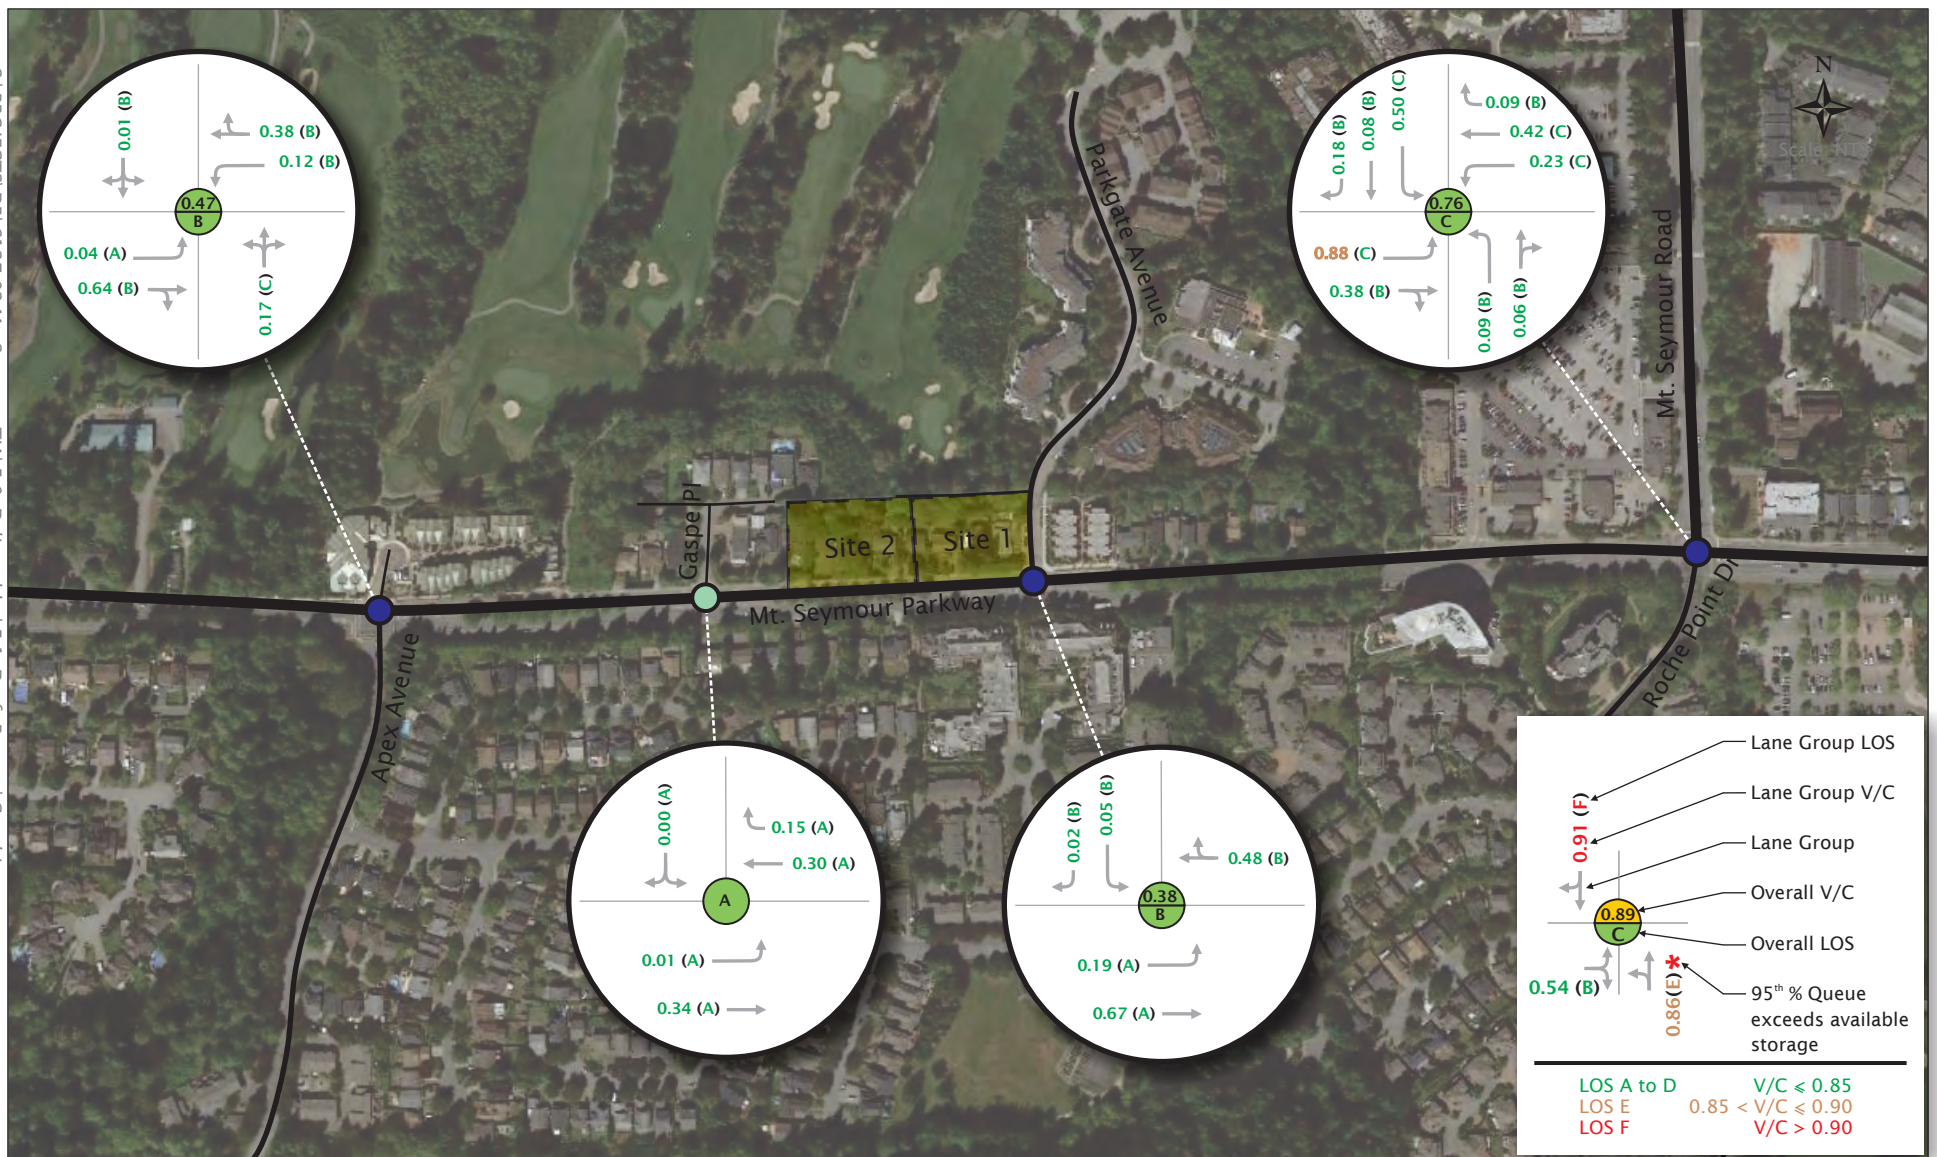 0.01 (B)
0.38 (B)
0.12 (B)
0.47
B
0.04 (A)
0.64 (B)
0.17 (C)
0.18 (B)
0.08 (B)
0.50 (C)
0.09 (B)
0.42 (C)
0.23 (C)
0.76
C
0.88 (C)
0.38 (B)
0.09 (B)
0.06 (B)
N
Scale: NTS
Parkgate Avenue
Mt. Seymour Road
Gaspe Pl
Site 2
Site 1
Mt. Seymour Parkway
Apex Avenue
Roche Point Dr
0.00 (A)
0.15 (A)
0.30 (A)
A
0.01 (A)
0.34 (A)
0.02 (B)
0.05 (B)
0.48 (B)
0.38
B
0.19 (A)
0.67 (A)
Lane Group LOS
0.91 (F)
Lane Group V/C
Lane Group
Overall V/C
0.89
C
Overall LOS
0.54 (B)
0.86(E)*
95th % Queue
exceeds available
storage
LOS A to D V/C ⩽ 0.85
LOS E 0.85 < V/C ⩽ 0.90
LOS F V/C > 0.90